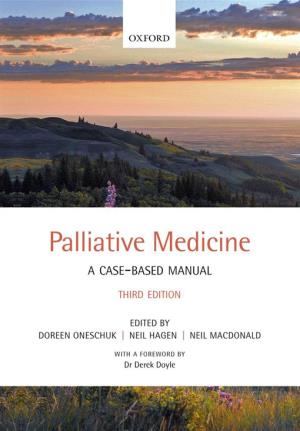 OXFORD
Palliative Medicine
A CASE-BASED MANUAL
THIRD EDITION
EDITED BY
DOREEN ONESCHUK | NEIL HAGEN | NEIL MACDONALD
WITH A FOREWORD BY
Dr Derek Doyle